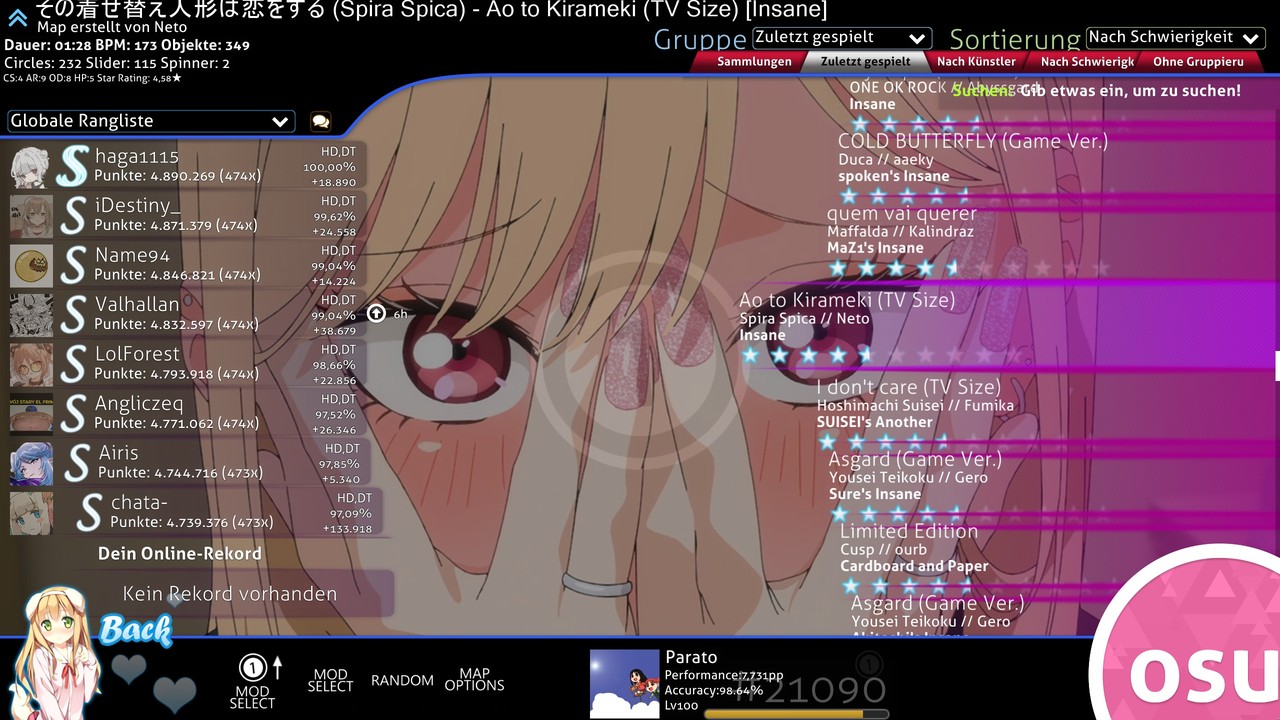 その着せ替え人形は恋をする (Spira Spica) - Ao to Kirameki (TV Size) [Insane]
Map erstellt von Neto
Dauer: 01:28 BPM: 173 Objekte: 349
Circles: 232 Slider: 115 Spinner: 2
CS:4 AR:9 OD:8 HP:5 Star Rating: 4,58★
Gruppe Zuletzt gespielt Sortierung Nach Schwierigkeit
Sammlungen Zuletzt gespielt Nach Künstler Nach Schwierigk Ohne Gruppieru
Suchen: Gib etwas ein, um zu suchen!
Globale Rangliste
haga1115
Punkte: 4.890.269 (474x)
HD,DT
100,00%
+18.890
iDestiny_
Punkte: 4.871.379 (474x)
HD,DT
99,62%
+24.558
Name94
Punkte: 4.846.821 (474x)
HD,DT
99,04%
+14.224
Valhallan
Punkte: 4.832.597 (474x)
HD,DT
99,04%
+38.679
6h
LolForest
Punkte: 4.793.918 (474x)
HD,DT
98,66%
+22.856
Angliczeq
Punkte: 4.771.062 (474x)
HD,DT
97,52%
+26.346
Airis
Punkte: 4.744.716 (473x)
HD,DT
97,85%
+5.340
chata-
Punkte: 4.739.376 (473x)
HD,DT
97,09%
+133.918
Dein Online-Rekord
Kein Rekord vorhanden
ONE OK ROCK // Abyssgard
Insane
COLD BUTTERFLY (Game Ver.)
Duca // aaeky
spoken's Insane
quem vai querer
Maffalda // Kalindraz
MaZ1's Insane
Ao to Kirameki (TV Size)
Spira Spica // Neto
Insane
I don't care (TV Size)
Hoshimachi Suisei // Fumika
SUISEI's Another
Asgard (Game Ver.)
Yousei Teikoku // Gero
Sure's Insane
Limited Edition
Cusp // ourb
Cardboard and Paper
Asgard (Game Ver.)
Yousei Teikoku // Gero
Back
1
MOD
SELECT
MOD
SELECT
RANDOM
MAP
OPTIONS
Parato
Performance:7.731pp
Accuracy:98.64%
Lv100
#21090
OSU